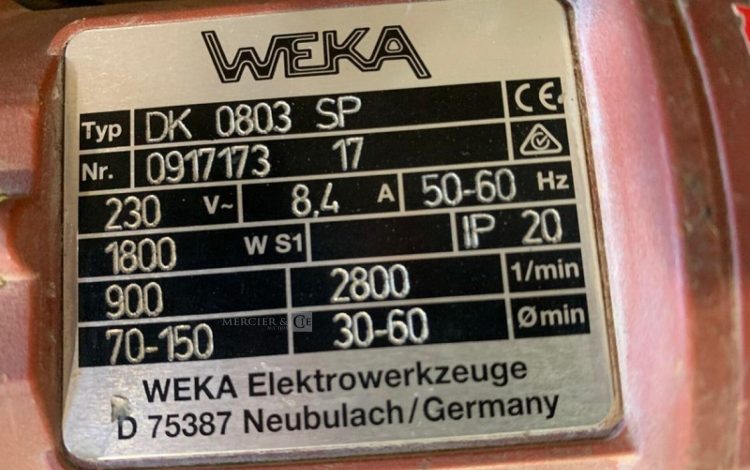 WEKA
Typ DK 0803 SP CE
Nr. 0917173 17
230 V~ 8,4 A 50-60 Hz
1800 W S1 IP 20
900 2800 1/min
70-150 30-60 Ø min
MERCIER & CIE
WEKA Elektrowerkzeuge
D 75387 Neubulach/Germany